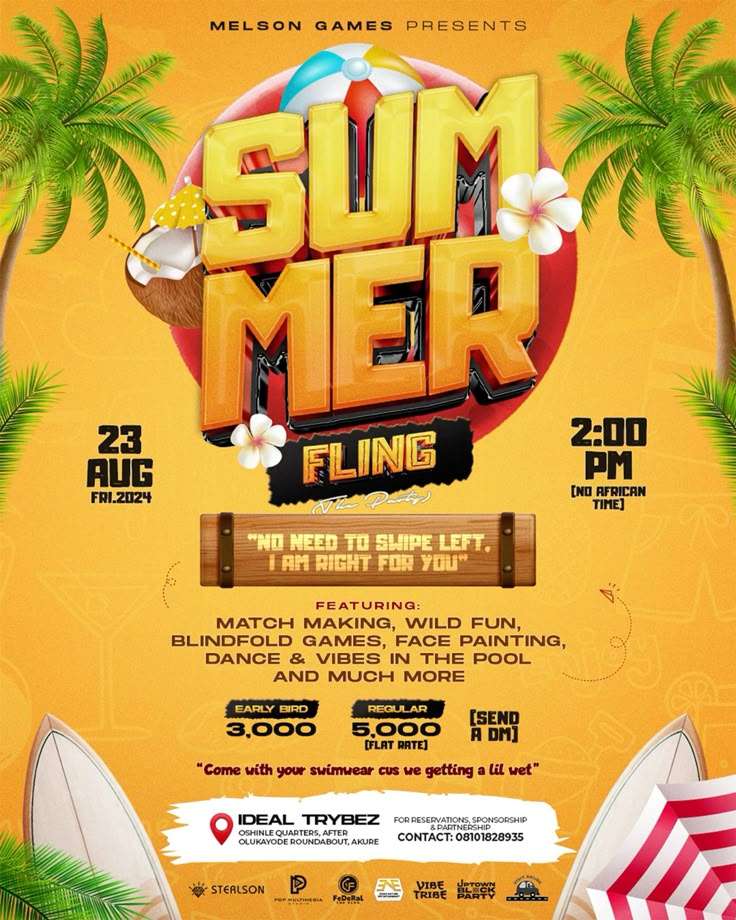 MELSON GAMES PRESENTS
SUM
MER
FLING
(The Party)
23
AUG
FRI.2024
2:00
PM
[NO AFRICAN
TIME]
"NO NEED TO SWIPE LEFT,
I AM RIGHT FOR YOU"
FEATURING:
MATCH MAKING, WILD FUN,
BLINDFOLD GAMES, FACE PAINTING,
DANCE & VIBES IN THE POOL
AND MUCH MORE
EARLY BIRD
3,000
REGULAR
5,000
[FLAT RATE]
[SEND
A DM]
"Come with your swimwear cus we getting a lil wet"
IDEAL TRYBEZ
OSHINLE QUARTERS, AFTER
OLUKAYODE ROUNDABOUT, AKURE
FOR RESERVATIONS, SPONSORSHIP
& PARTNERSHIP
CONTACT: 08101828935
STERLSON
POP MULTIMEDIA
STUDIO
FeDeRaL
VIBE
TRIBE
UPTOWN
BLOCK
PARTY